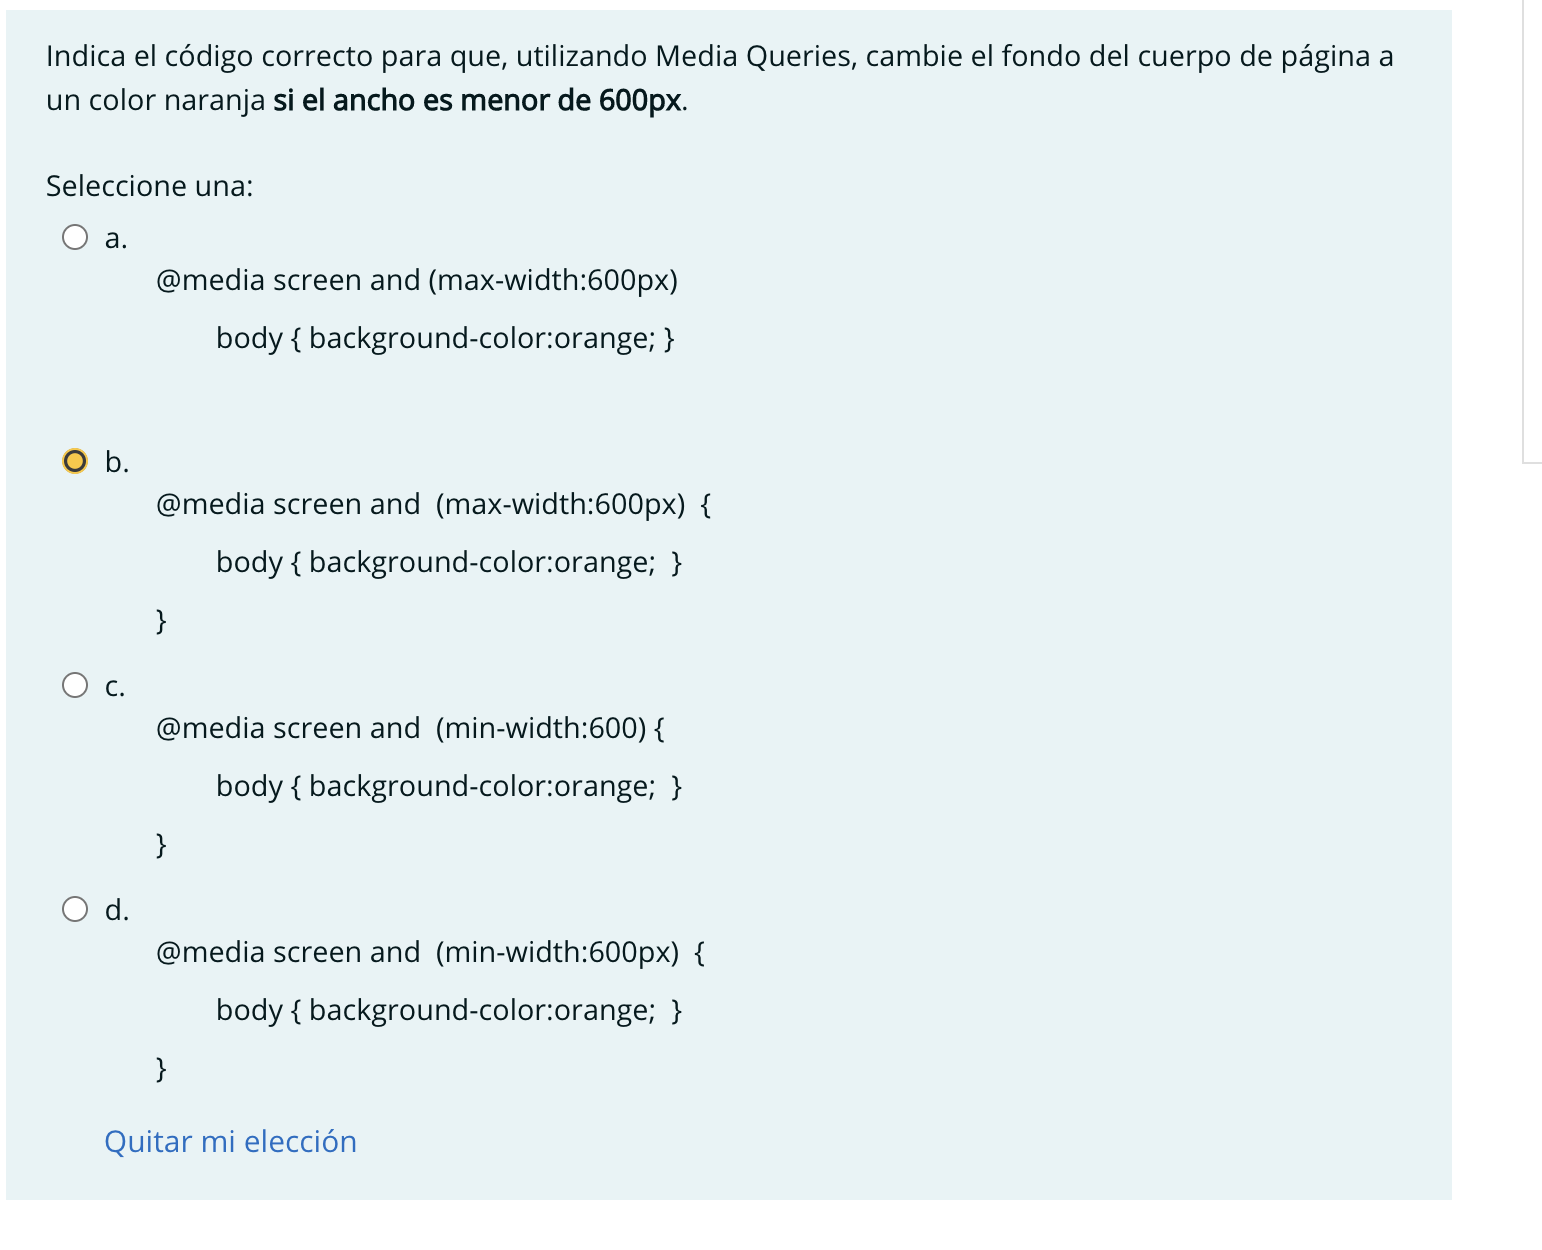 Indica el código correcto para que, utilizando Media Queries, cambie el fondo del cuerpo de página a
un color naranja si el ancho es menor de 600px.
Seleccione una:
a.
@media screen and (max-width:600px)
body { background-color:orange; }
b.
@media screen and  (max-width:600px)  {
body { background-color:orange;  }
}
c.
@media screen and  (min-width:600) {
body { background-color:orange;  }
}
d.
@media screen and  (min-width:600px)  {
body { background-color:orange;  }
}
Quitar mi elección